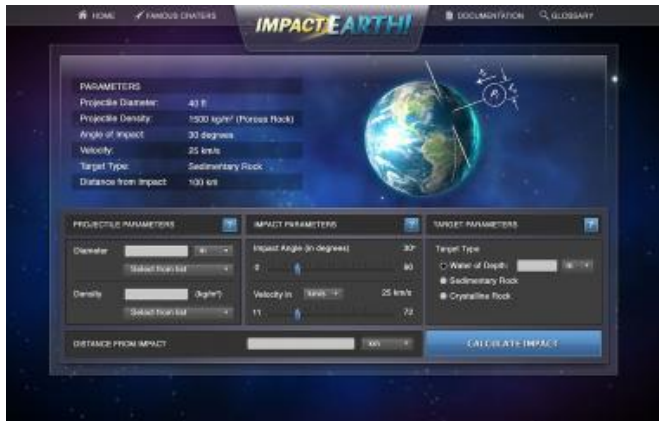 HOME
FAMOUS CRATERS
IMPACT EARTH!
DOCUMENTATION
GLOSSARY
PARAMETERS
Projectile Diameter: 40 ft
Projectile Density: 1500 kg/m³ (Porous Rock)
Angle of Impact: 30 degrees
Velocity: 25 km/s
Target Type: Sedimentary Rock
Distance from Impact: 100 km
PROJECTILE PARAMETERS ?
Diameter
Select from list
Density (kg/m³)
Select from list
IMPACT PARAMETERS ?
Impact Angle (in degrees) 30°
0 90
Velocity in km/s 25 km/s
11 72
TARGET PARAMETERS ?
Target Type
Water of Depth:
Sedimentary Rock
Crystalline Rock
DISTANCE FROM IMPACT km
CALCULATE IMPACT